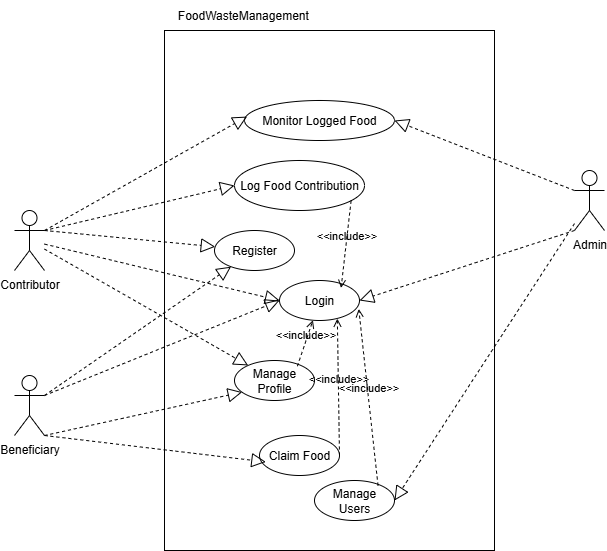 FoodWasteManagement
Monitor Logged Food
Log Food Contribution
<<include>>
Register
Admin
Contributor
Login
<<include>>
Manage
Profile
<<include>>
<<include>>
Beneficiary
Claim Food
Manage
Users